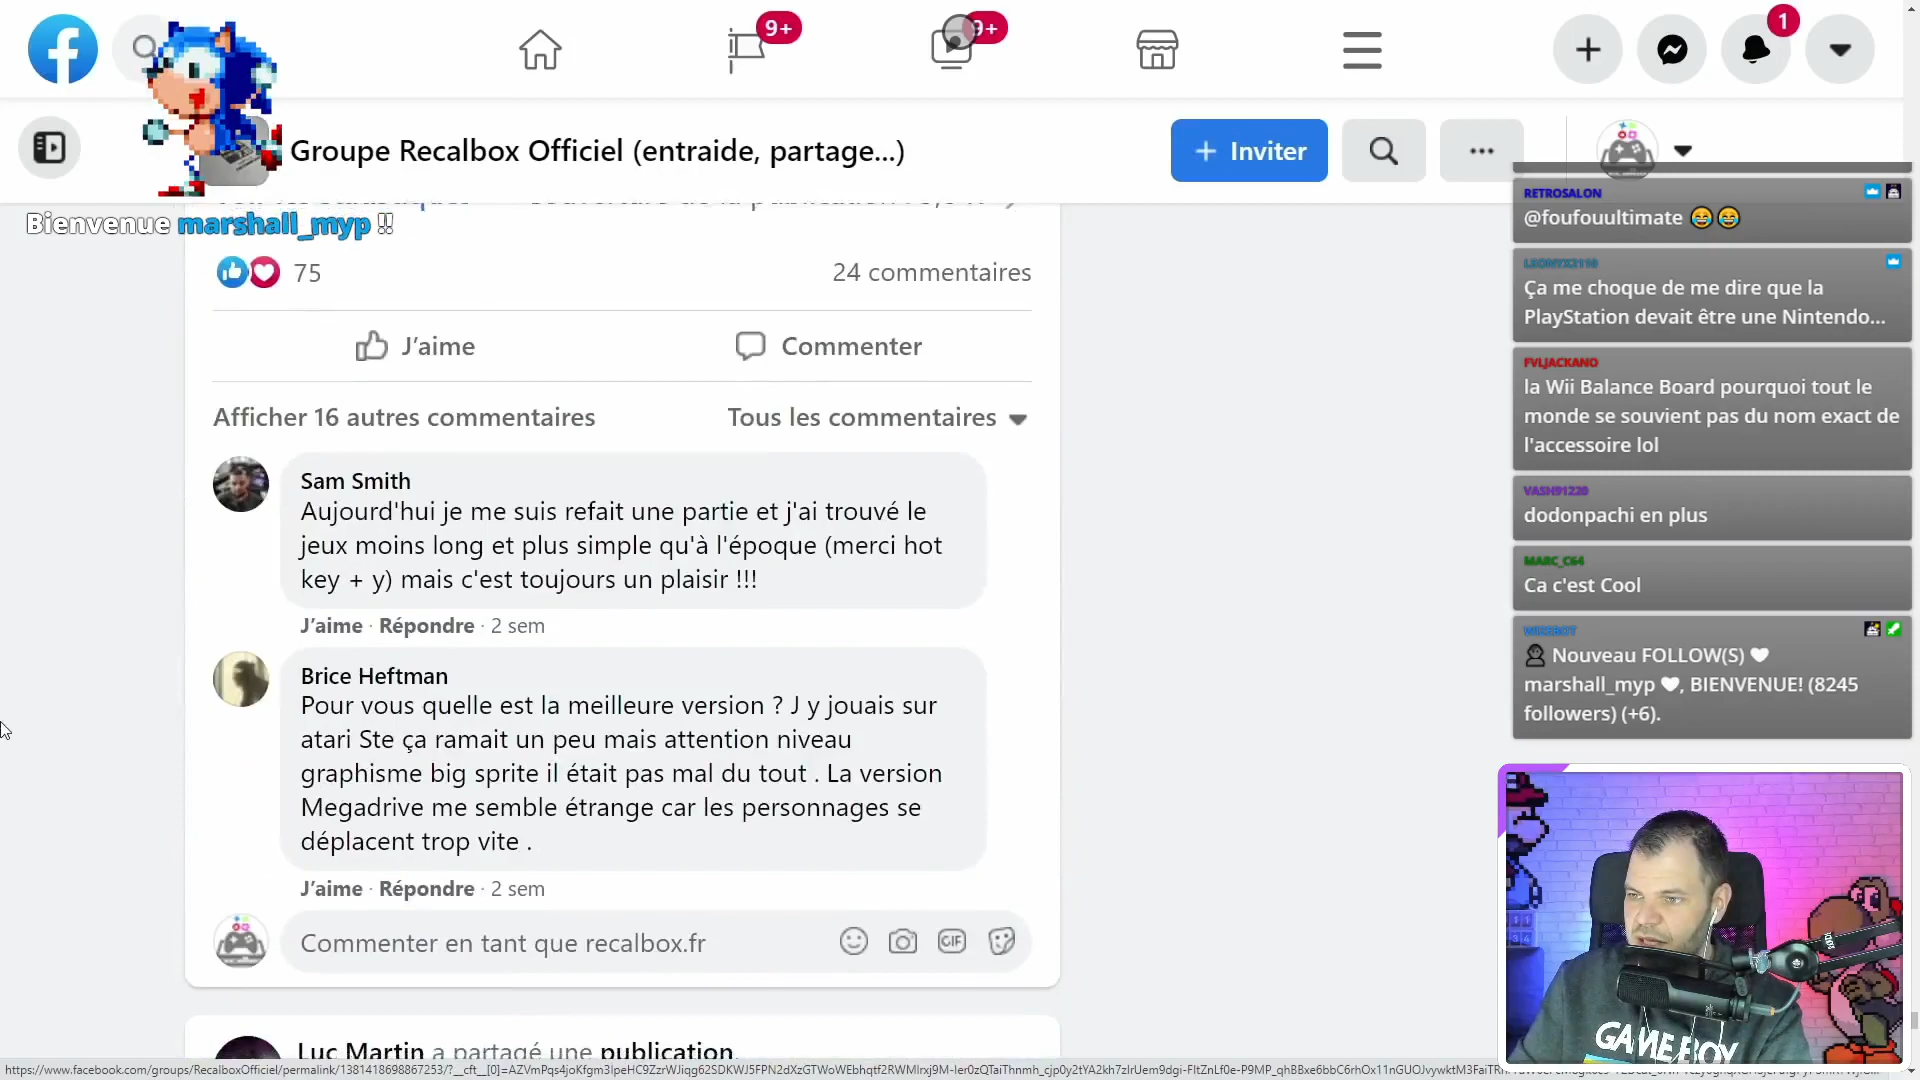 9+
9+
1
Groupe Recalbox Officiel (entraide, partage...)
Inviter
Bienvenue marshall_myp !!
75
24 commentaires
J'aime
Commenter
Afficher 16 autres commentaires
Tous les commentaires
Sam Smith
Aujourd'hui je me suis refait une partie et j'ai trouvé le
jeux moins long et plus simple qu'à l'époque (merci hot
key + y) mais c'est toujours un plaisir !!!
J'aime · Répondre · 2 sem
Brice Heftman
Pour vous quelle est la meilleure version ? J y jouais sur
atari Ste ça ramait un peu mais attention niveau
graphisme big sprite il était pas mal du tout . La version
Megadrive me semble étrange car les personnages se
déplacent trop vite .
J'aime · Répondre · 2 sem
Commenter en tant que recalbox.fr
GIF
Luc Martin a partagé une publication.
RETROSALON
@foufouultimate 😂😂
Ça me choque de me dire que la
PlayStation devait être une Nintendo...
FVLJACKANO
la Wii Balance Board pourquoi tout le
monde se souvient pas du nom exact de
l'accessoire lol
VASH91220
dodonpachi en plus
MARC_C64
Ca c'est Cool
WIZEBOT
Nouveau FOLLOW(S)
marshall_myp, BIENVENUE! (8245
followers) (+6).
GAMEBOY